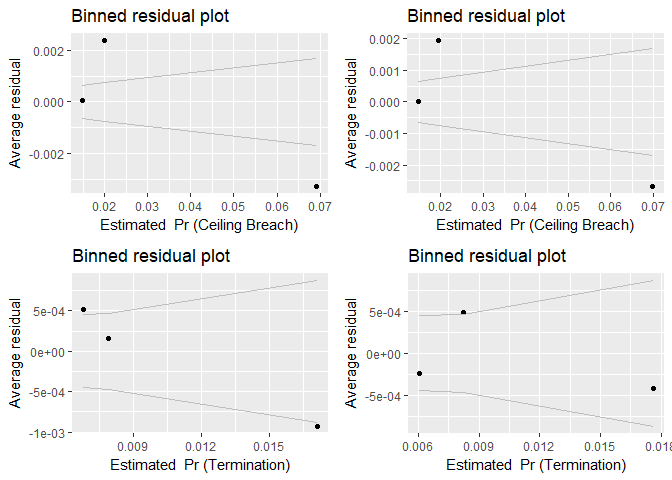 Binned residual plot
Average residual
0.002
0.000
-0.002
0.02 0.03 0.04 0.05 0.06 0.07
Estimated Pr (Ceiling Breach)
Binned residual plot
Average residual
0.002
0.001
0.000
-0.001
-0.002
0.02 0.03 0.04 0.05 0.06 0.07
Estimated Pr (Ceiling Breach)
Binned residual plot
Average residual
5e-04
0e+00
-5e-04
-1e-03
0.009 0.012 0.015
Estimated Pr (Termination)
Binned residual plot
Average residual
5e-04
0e+00
-5e-04
0.006 0.009 0.012 0.015 0.018
Estimated Pr (Termination)